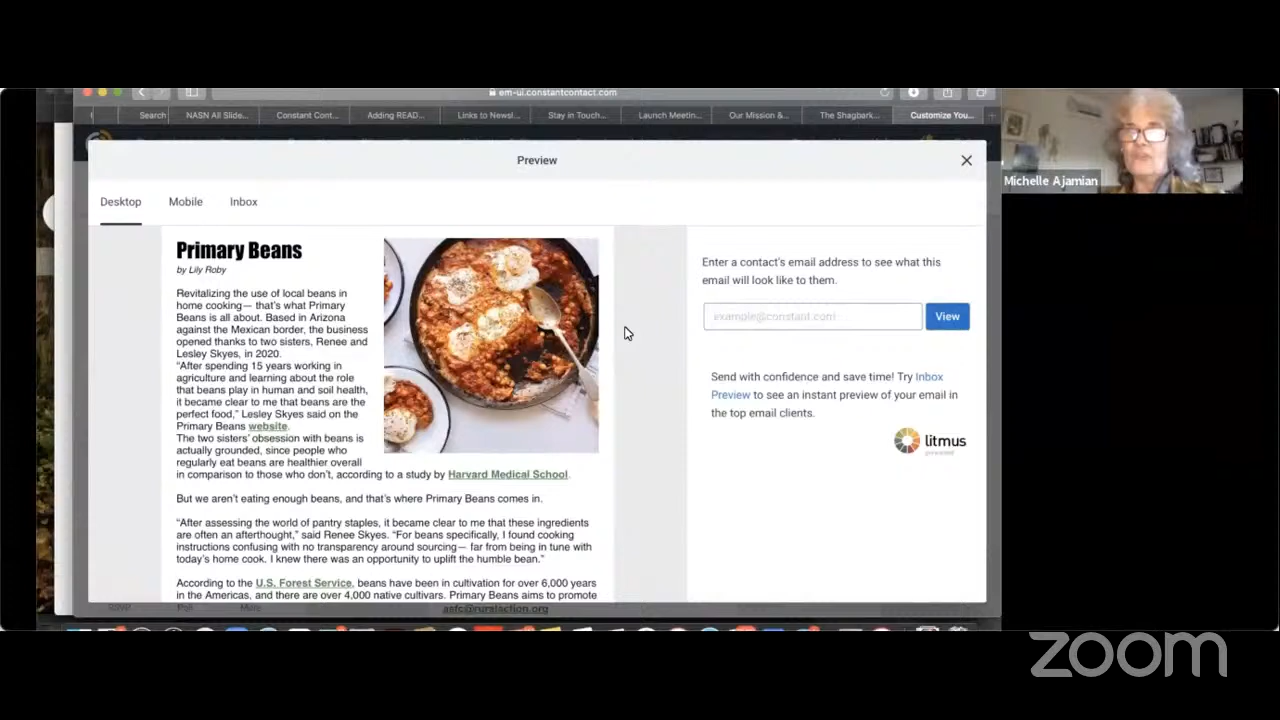 em-ui.constantcontact.com
Search
NASN All Slide...
Constant Cont...
Adding READ...
Links to Newsl...
Stay in Touch...
Launch Meetin...
Our Mission &...
The Shagbark...
Customize You...
Preview
Desktop
Mobile
Inbox
Primary Beans
by Lily Roby
Revitalizing the use of local beans in
home cooking— that's what Primary
Beans is all about. Based in Arizona
against the Mexican border, the business
opened thanks to two sisters, Renee and
Lesley Skyes, in 2020.
“After spending 15 years working in
agriculture and learning about the role
that beans play in human and soil health,
it became clear to me that beans are the
perfect food,” Lesley Skyes said on the
Primary Beans website.
The two sisters’ obsession with beans is
actually grounded, since people who
regularly eat beans are healthier overall
in comparison to those who don’t, according to a study by Harvard Medical School.
But we aren’t eating enough beans, and that’s where Primary Beans comes in.
“After assessing the world of pantry staples, it became clear to me that these ingredients
are often an afterthought,” said Renee Skyes. “For beans specifically, I found cooking
instructions confusing with no transparency around sourcing— far from being in tune with
today’s home cook. I knew there was an opportunity to uplift the humble bean.”
According to the U.S. Forest Service, beans have been in cultivation for over 6,000 years
in the Americas, and there are over 4,000 native cultivars. Primary Beans aims to promote
asfc@ruralaction.org
Enter a contact's email address to see what this
email will look like to them.
example@constant.com
View
Send with confidence and save time! Try Inbox
Preview to see an instant preview of your email in
the top email clients.
litmus
powered
Michelle Ajamian
zoom